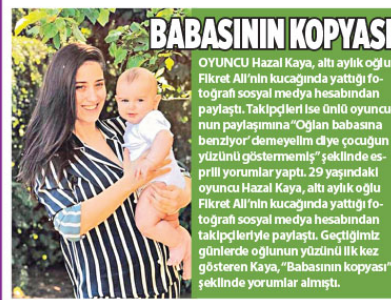 BABASININ KOPYASI
OYUNCU Hazal Kaya, altı aylık oğlu
Fikret Ali'nin kucağında yattığı fo-
toğrafı sosyal medya hesabından
paylaştı. Takipçileri ise ünlü oyuncu-
nun paylaşımına "Oğlan babasına
benziyor' demeyelim diye çocuğun
yüzünü göstermemiş" şeklinde es-
prili yorumlar yaptı. 29 yaşındaki
oyuncu Hazal Kaya, altı aylık oğlu
Fikret Ali'nin kucağında yattığı fo-
toğrafı sosyal medya hesabından
takipçileriyle paylaştı. Geçtiğimiz
günlerde oğlunun yüzünü ilk kez
gösteren Kaya, "Babasının kopyası"
şeklinde yorumlar almıştı.